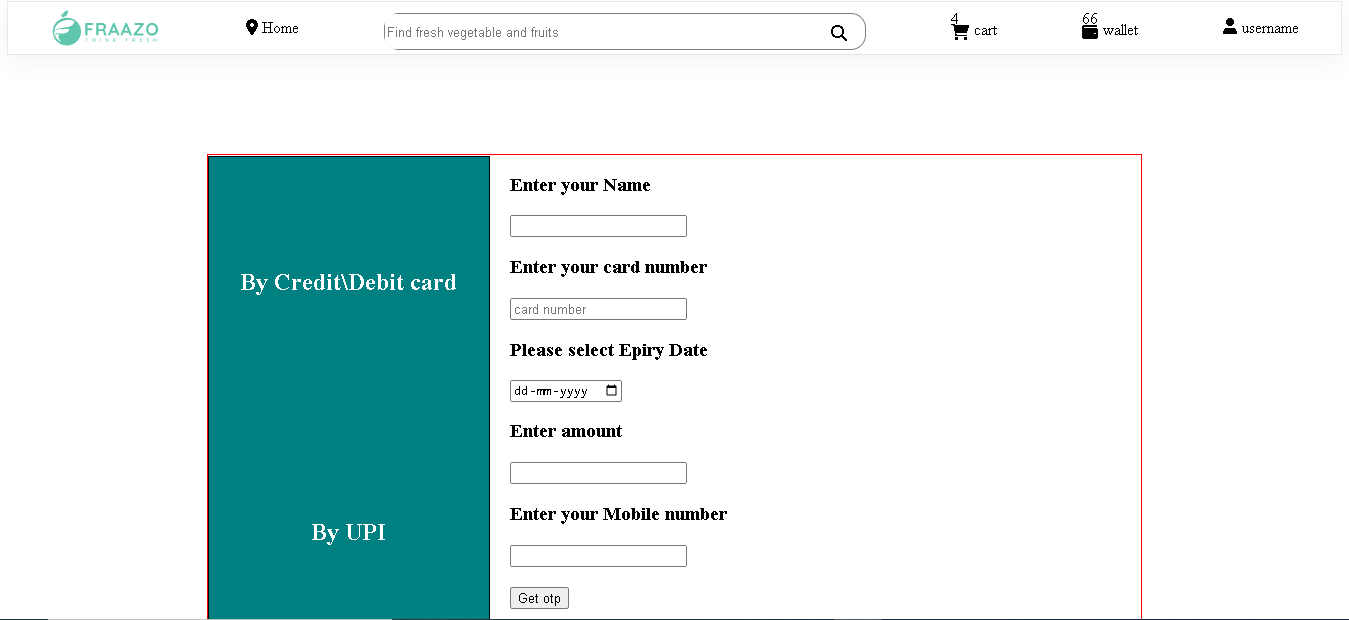 FRAAZO
THINK FRESH
Home
Find fresh vegetable and fruits
4
cart
66
wallet
username
By Credit\Debit card
By UPI
Enter your Name
Enter your card number
card number
Please select Epiry Date
dd-mm-yyyy
Enter amount
Enter your Mobile number
Get otp